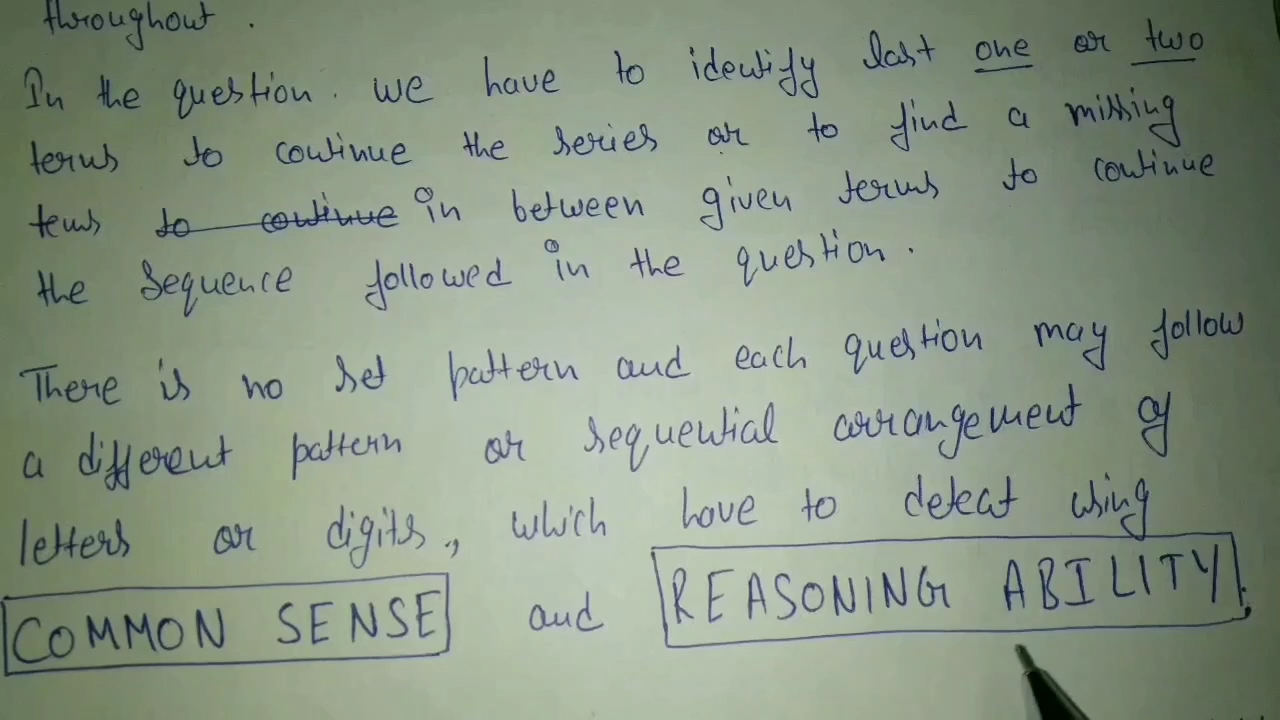 throughout.
In the question. we have to identify last one or two
terms to continue the series or to find a missing
tems to continue in between given terms to continue
the sequence followed in the question.
There is no set pattern and each question may follow
a different pattern or sequential arrangement of
letters or digits, which have to detect using
COMMON SENSE and REASONING ABILITY.